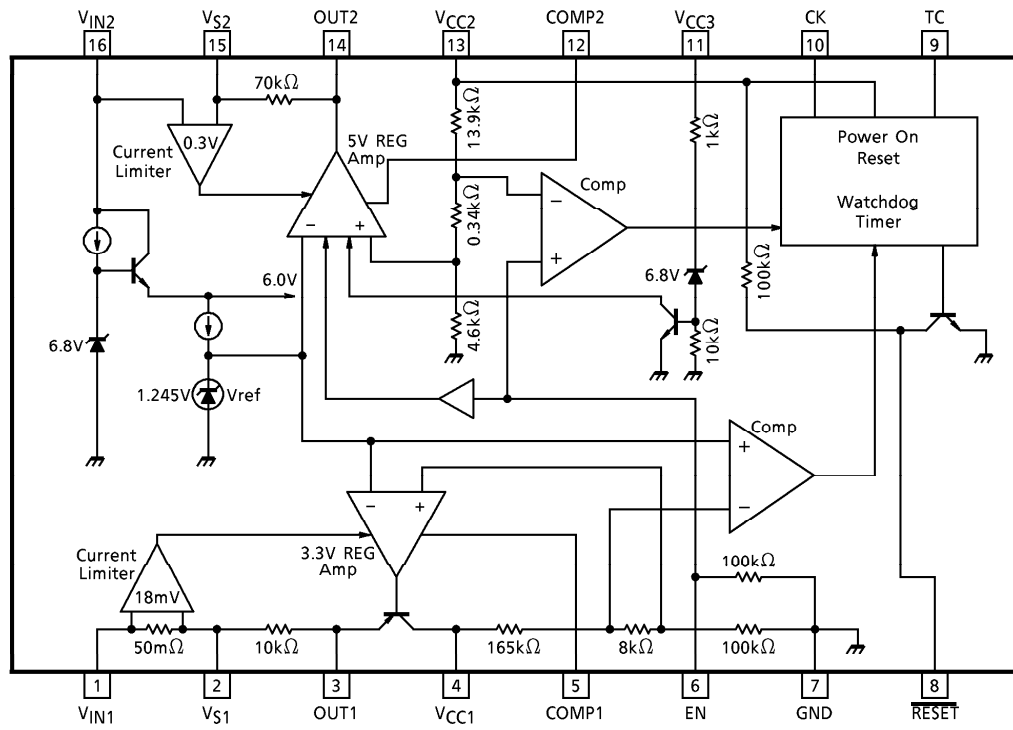 VIN2 VS2 OUT2 VCC2 COMP2 VCC3 CK TC
16 15 14 13 12 11 10 9
70kΩ
13.9kΩ
1kΩ
0.3V
Current
Limiter
5V REG
Amp
Power On
Reset
Watchdog
Timer
Comp
0.34kΩ
− +
−
+
6.0V
6.8V
100kΩ
4.6kΩ
10kΩ
6.8V
1.245V Vref
Comp
+
−
− +
3.3V REG
Amp
Current
Limiter
18mV
100kΩ
50mΩ 10kΩ 165kΩ 8kΩ 100kΩ
1 2 3 4 5 6 7 8
VIN1 VS1 OUT1 VCC1 COMP1 EN GND RESET